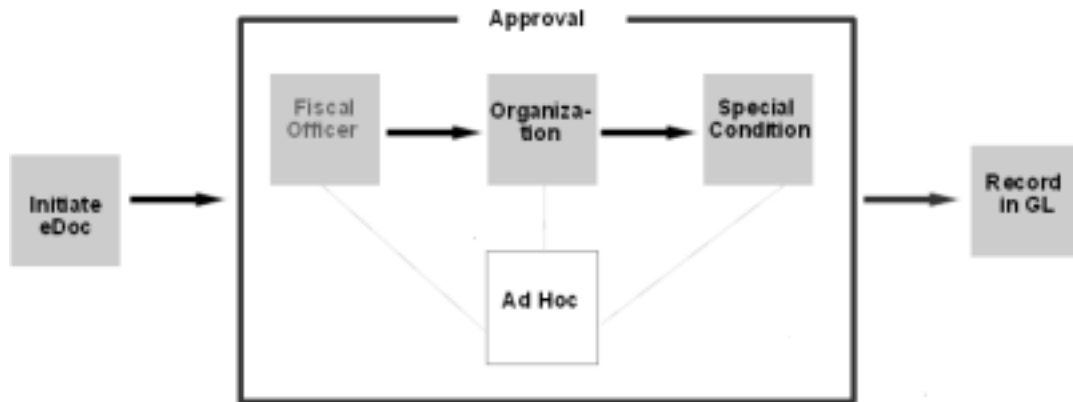 Approval
Fiscal
Officer
Organiza-
tion
Special
Condition
Initiate
eDoc
Record
in GL
Ad Hoc